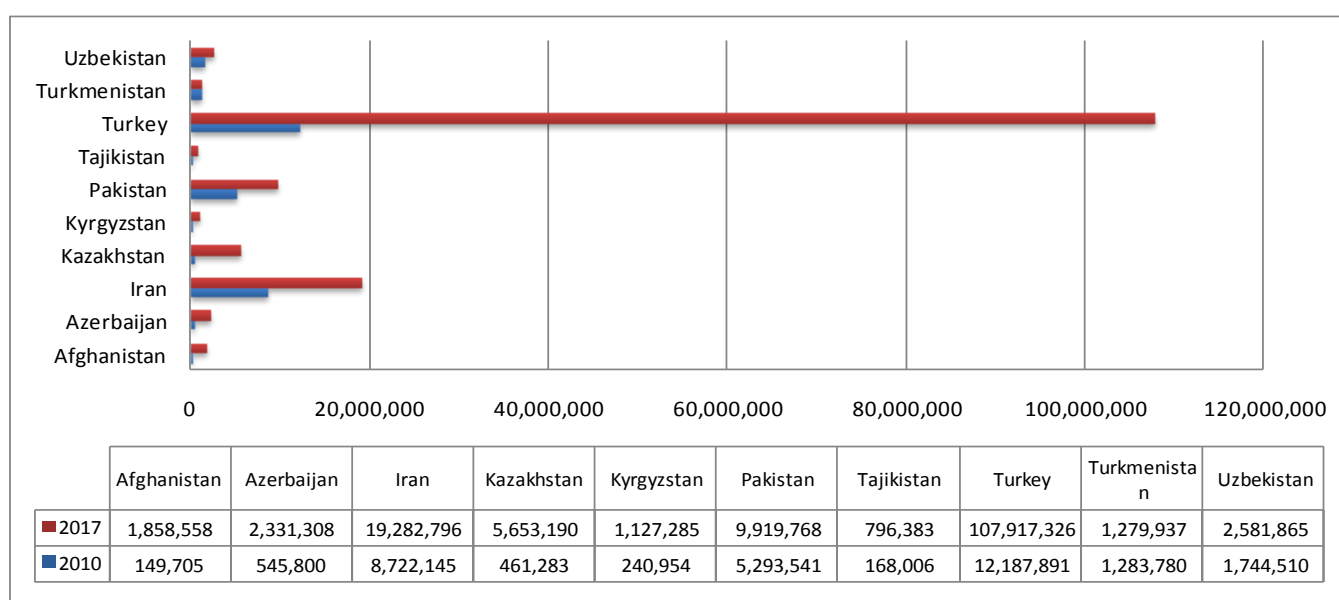 Uzbekistan
Turkmenistan
Turkey
Tajikistan
Pakistan
Kyrgyzstan
Kazakhstan
Iran
Azerbaijan
Afghanistan
0 20,000,000 40,000,000 60,000,000 80,000,000 100,000,000 120,000,000
Afghanistan Azerbaijan Iran Kazakhstan Kyrgyzstan Pakistan Tajikistan Turkey Turkmenista
n Uzbekistan
2017 1,858,558 2,331,308 19,282,796 5,653,190 1,127,285 9,919,768 796,383 107,917,326 1,279,937 2,581,865
2010 149,705 545,800 8,722,145 461,283 240,954 5,293,541 168,006 12,187,891 1,283,780 1,744,510